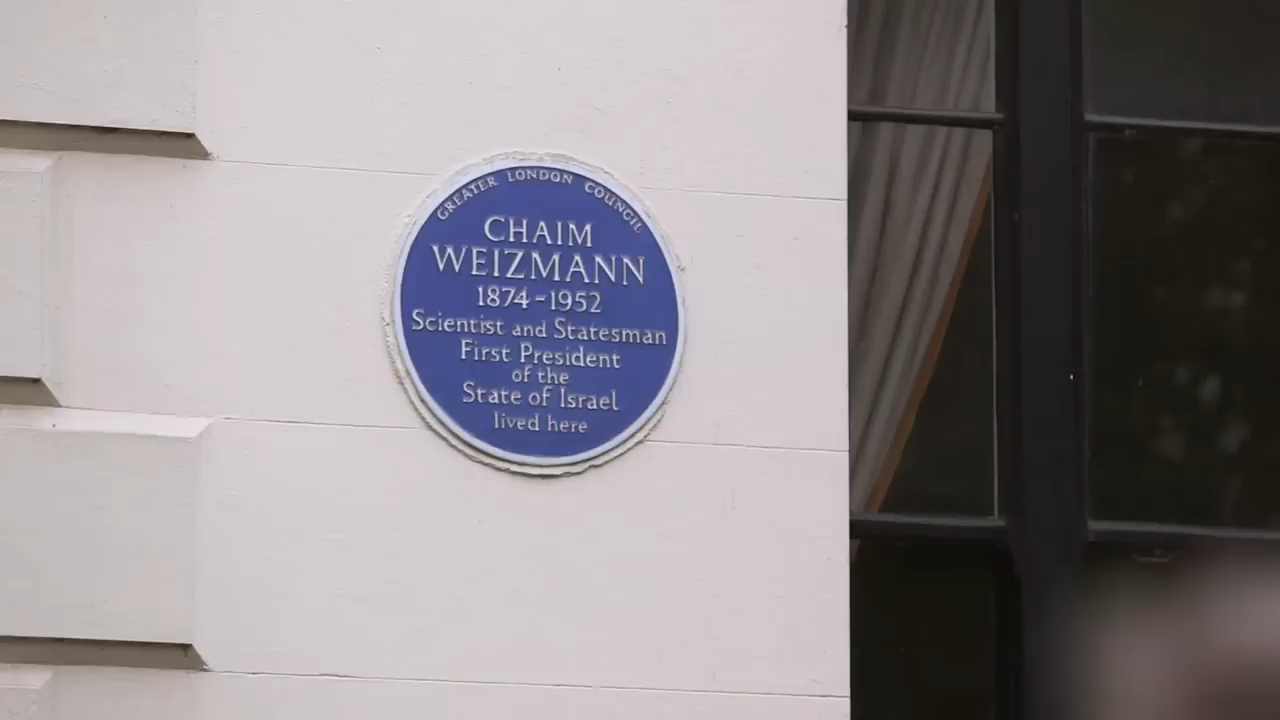 GREATER LONDON COUNCIL
CHAIM
WEIZMANN
1874-1952
Scientist and Statesman
First President
of the
State of Israel
lived here